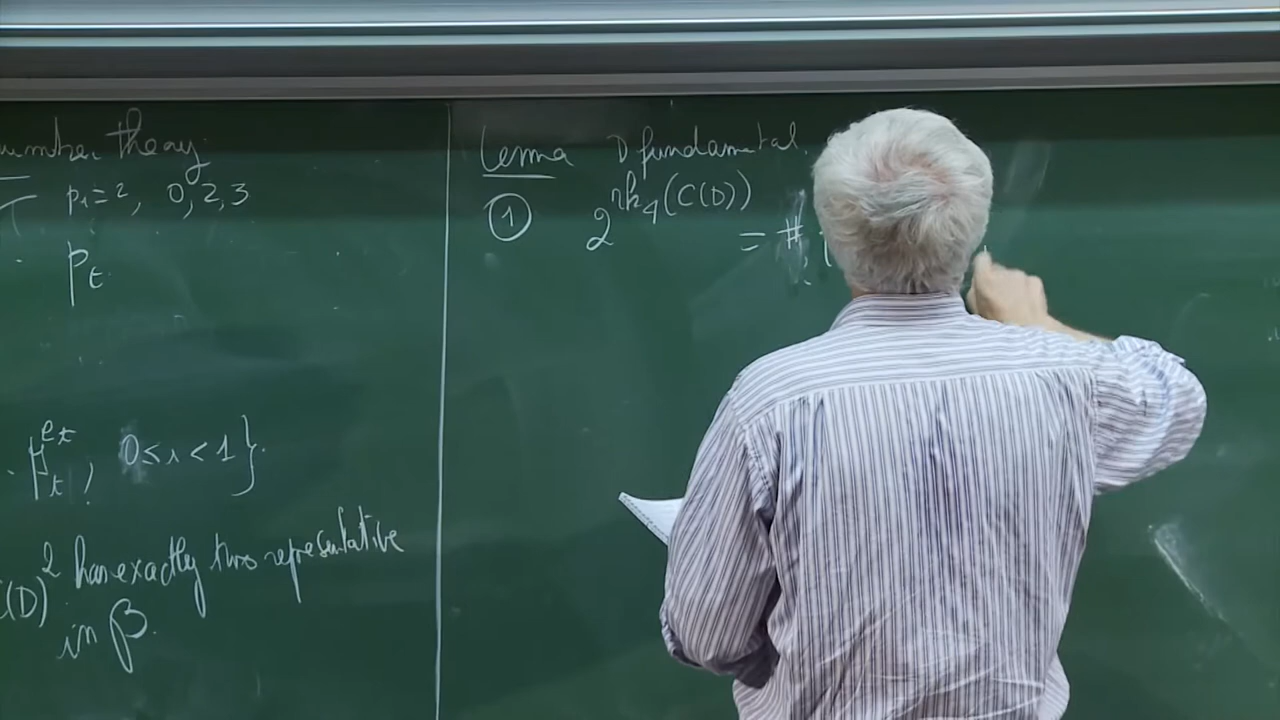 number theory
p₁=2, 0,2,3
p_t
p_t^{e_t}, 0≤ 1 < 1}.
C(D)² has exactly two representative
in β.
Lemma D fundamental.
① 2^{rk₄(C(D))} = #